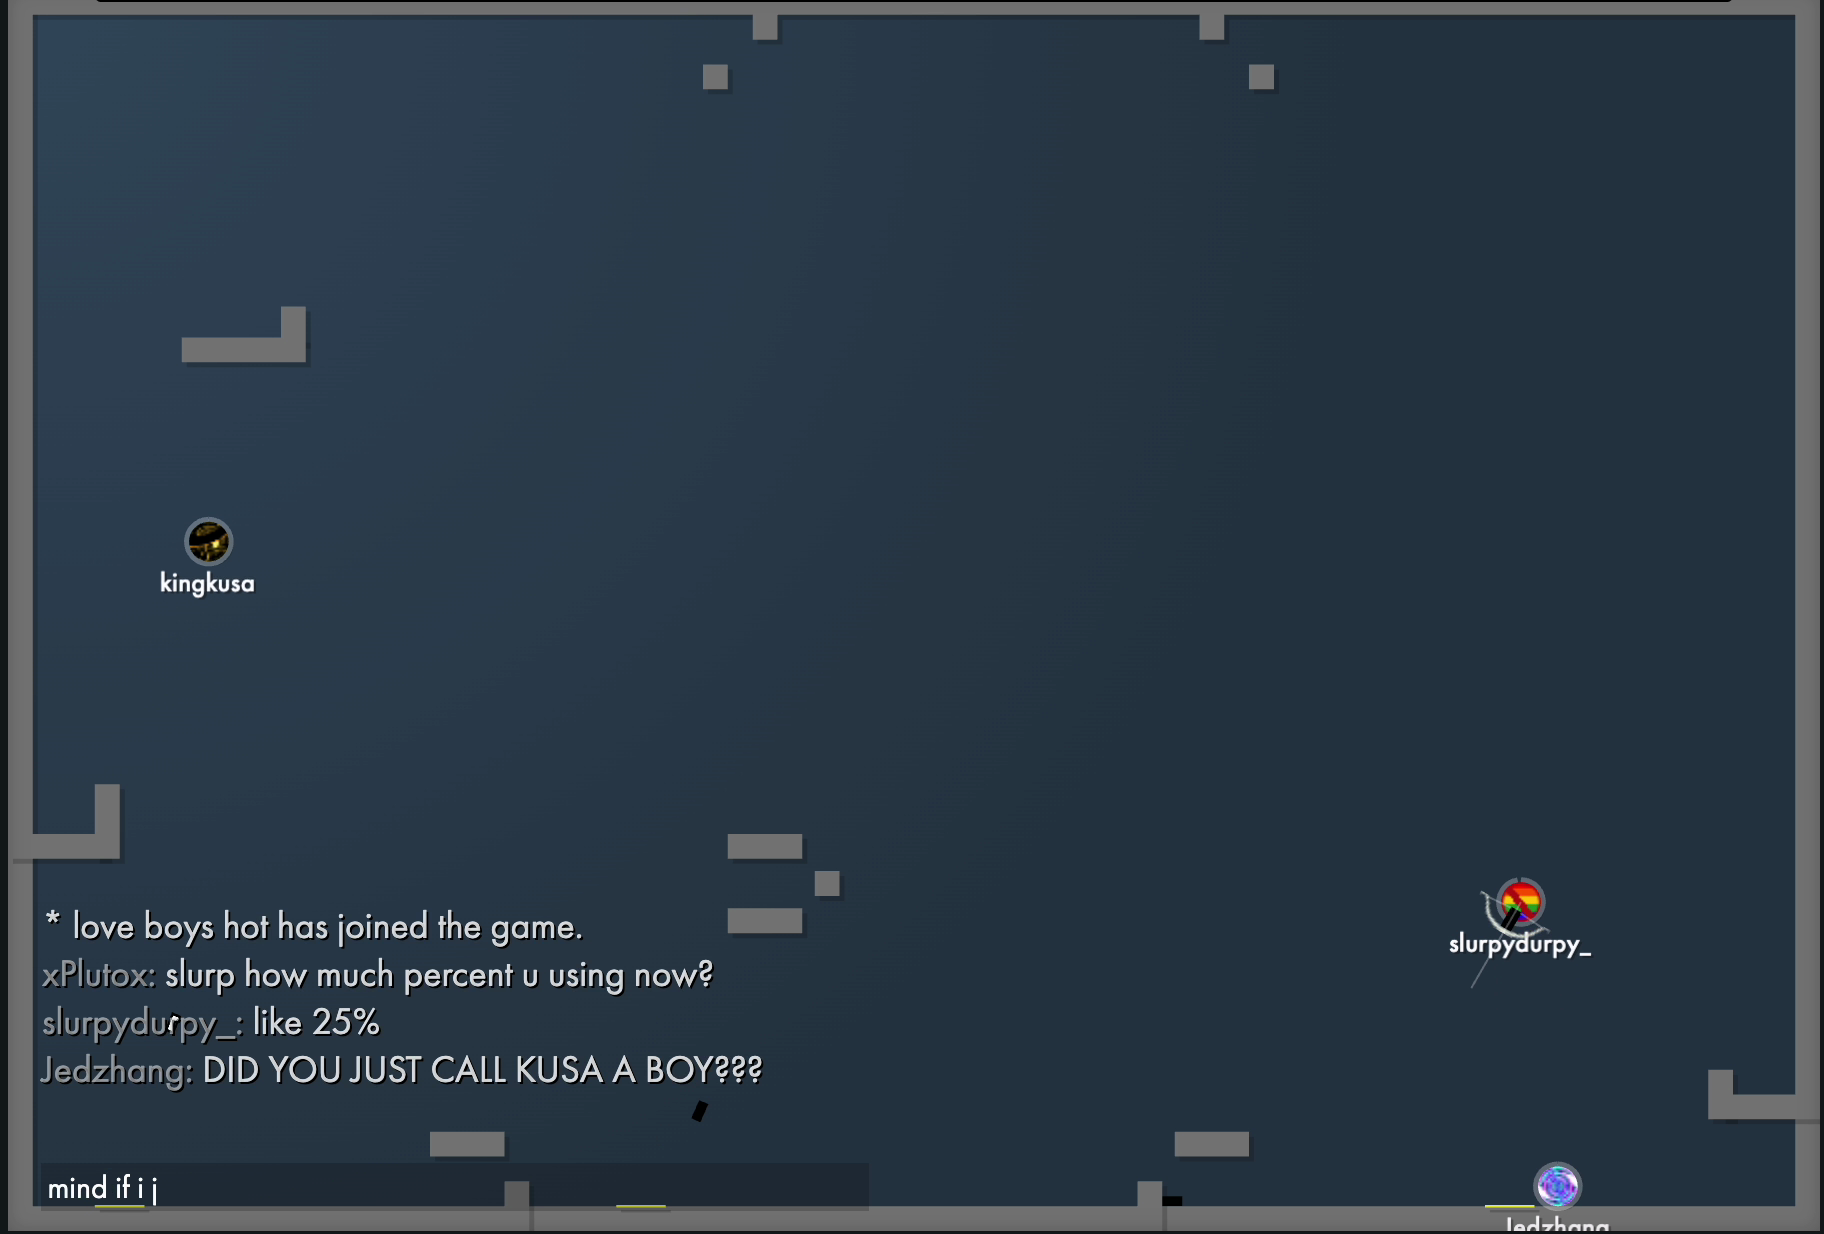 kingkusa
slurpydurpy_
* love boys hot has joined the game.
xPlutox: slurp how much percent u using now?
slurpydurpy_: like 25%
Jedzhang: DID YOU JUST CALL KUSA A BOY???
mind if i j
Jedzhang